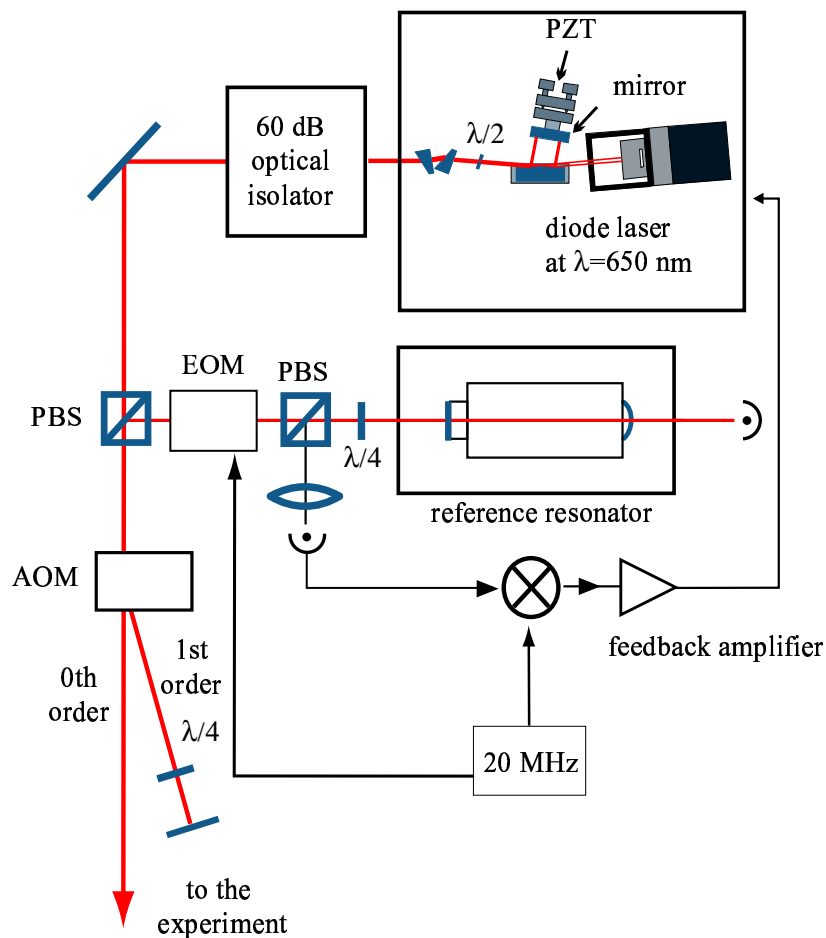 PZT
mirror
60 dB
optical
isolator
λ/2
diode laser
at λ=650 nm
EOM
PBS
PBS
λ/4
reference resonator
AOM
1st
order
0th
order
feedback amplifier
λ/4
20 MHz
to the
experiment